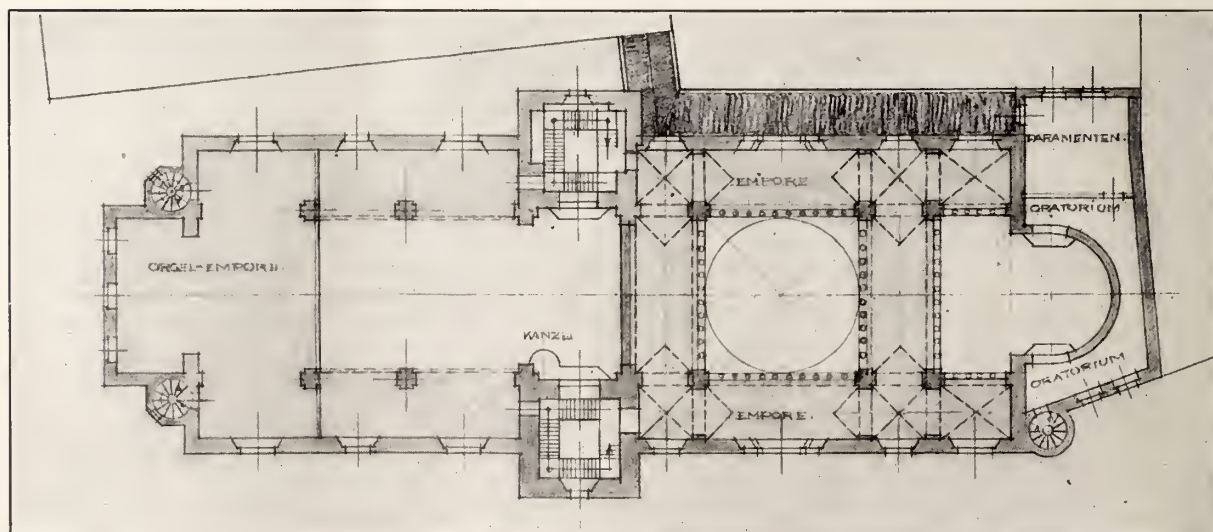 PARAMENTEN.
EMPORE
ORATORIUM
ORGEL-EMPORE.
KANZEL
ORATORIUM
EMPORE.